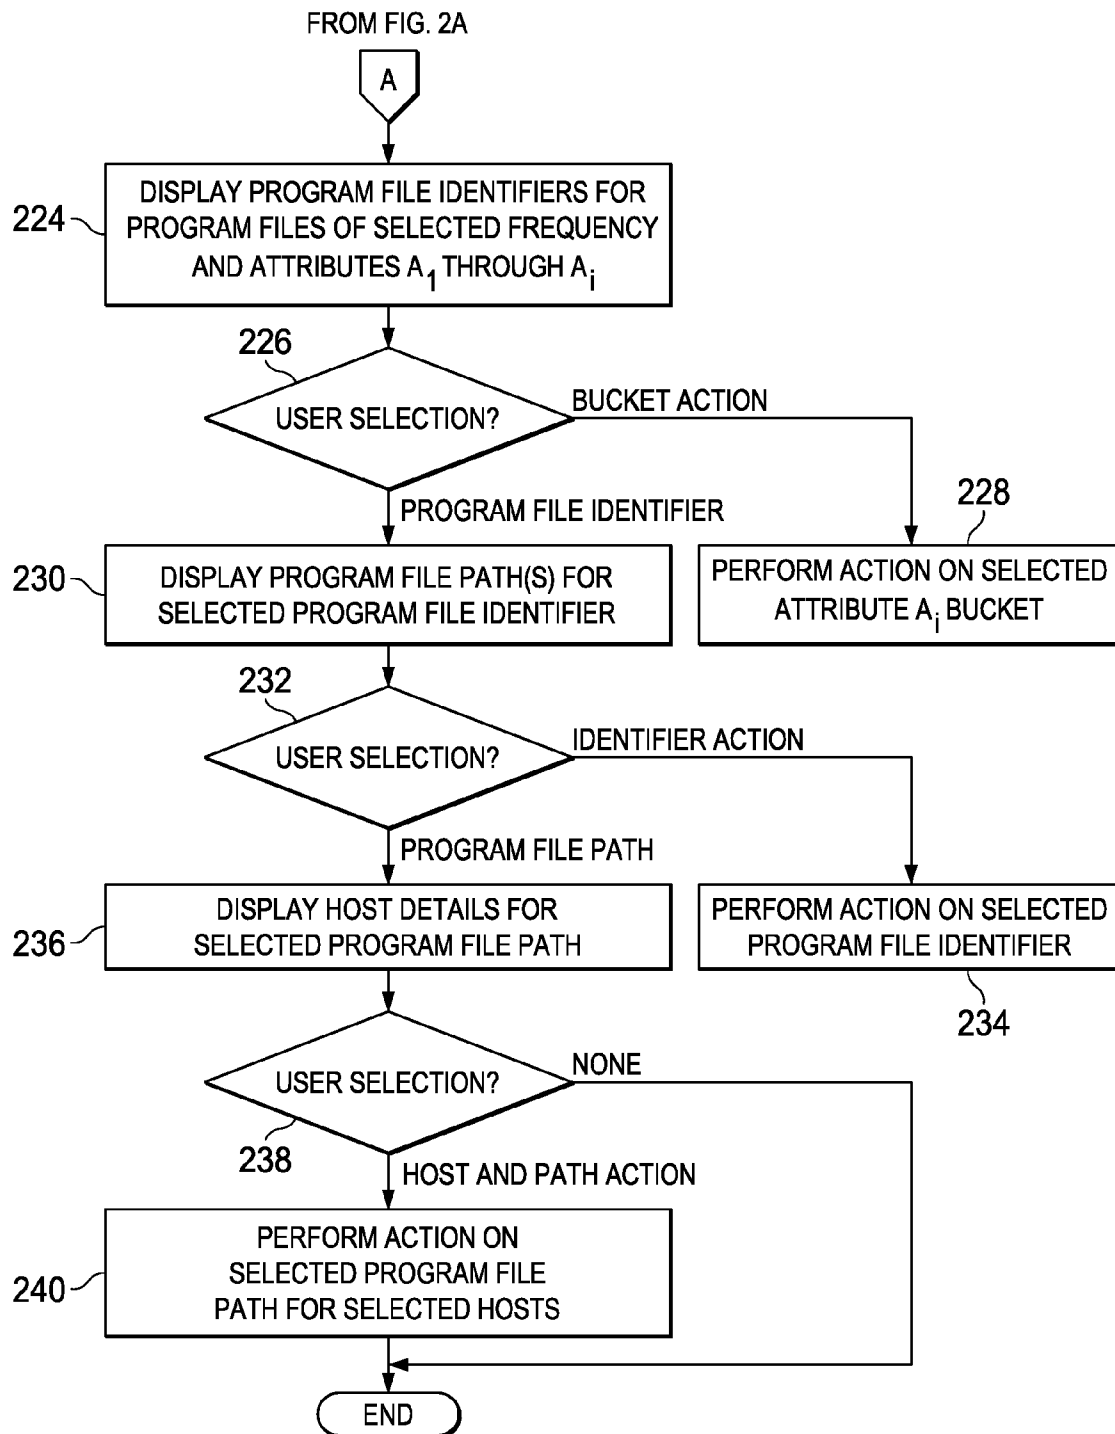 FROM FIG. 2A
A
224
DISPLAY PROGRAM FILE IDENTIFIERS FOR
PROGRAM FILES OF SELECTED FREQUENCY
AND ATTRIBUTES A1 THROUGH Ai
226
USER SELECTION?
BUCKET ACTION
PROGRAM FILE IDENTIFIER
228
PERFORM ACTION ON SELECTED
ATTRIBUTE Ai BUCKET
230
DISPLAY PROGRAM FILE PATH(S) FOR
SELECTED PROGRAM FILE IDENTIFIER
232
USER SELECTION?
IDENTIFIER ACTION
PROGRAM FILE PATH
PERFORM ACTION ON SELECTED
PROGRAM FILE IDENTIFIER
234
236
DISPLAY HOST DETAILS FOR
SELECTED PROGRAM FILE PATH
USER SELECTION?
NONE
238
HOST AND PATH ACTION
240
PERFORM ACTION ON
SELECTED PROGRAM FILE
PATH FOR SELECTED HOSTS
END